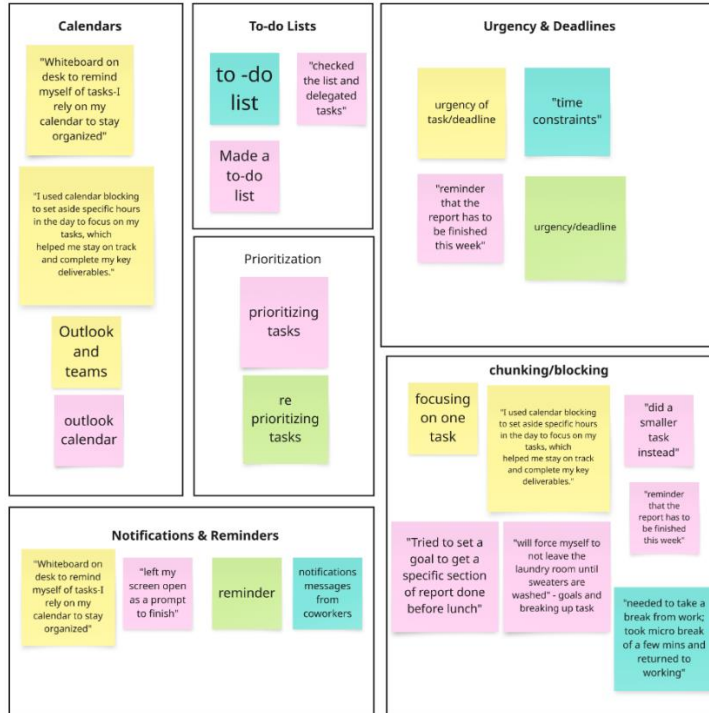 Calendars
"Whiteboard on
desk to remind
myself of tasks-I
rely on my
calendar to stay
organized"
"I used calendar blocking
to set aside specific hours
in the day to focus on my
tasks, which
helped me stay on track
and complete my key
deliverables."
Outlook
and
teams
outlook
calendar
To-do Lists
to -do
list
"checked
the list and
delegated
tasks"
Made a
to-do
list
Prioritization
prioritizing
tasks
re
prioritizing
tasks
Urgency & Deadlines
urgency of
task/deadline
"time
constraints"
"reminder
that the
report has to
be finished
this week"
urgency/deadline
chunking/blocking
focusing
on one
task
"I used calendar blocking
to set aside specific hours
in the day to focus on my
tasks, which
helped me stay on track
and complete my key
deliverables."
"did a
smaller
task
instead"
"reminder
that the
report has to
be finished
this week"
"Tried to set a
goal to get a
specific section
of report done
before lunch"
"will force myself to
not leave the
laundry room until
sweaters are
washed" - goals and
breaking up task
"needed to take a
break from work;
took micro break
of a few mins and
returned to
working"
Notifications & Reminders
"Whiteboard on
desk to remind
myself of tasks-I
rely on my
calendar to stay
organized"
"left my
screen open
as a prompt
to finish"
reminder
notifications
messages
from
coworkers